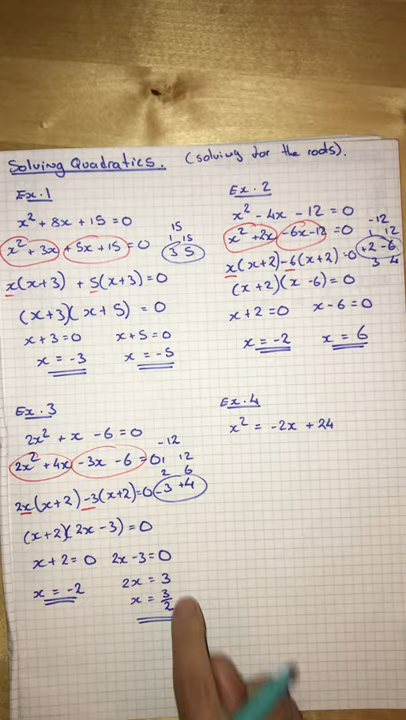 Solving Quadratics. (solving for the roots).
Ex.1
x² + 8x + 15 = 0
15
x² + 3x + 5x + 15 = 0
1 15
3 5
x(x+3) + 5(x+3) = 0
(x+3)(x+5) = 0
x+3=0 x+5=0
x = -3 x = -5
Ex.2
x² - 4x - 12 = 0
-12
x² + 2x - 6x - 12 = 0
1 12
+2 -6
x(x+2) - 6(x+2) = 0
3 4
(x+2)(x-6) = 0
x+2=0 x-6=0
x = -2 x = 6
Ex.3
2x² + x - 6 = 0
-12
2x² + 4x - 3x - 6 = 0
1 12
2 6
2x(x+2) - 3(x+2) = 0
-3 +4
(x+2)(2x-3) = 0
x+2=0 2x-3=0
x = -2 2x = 3
x = 3/2
Ex.4
x² = -2x + 24